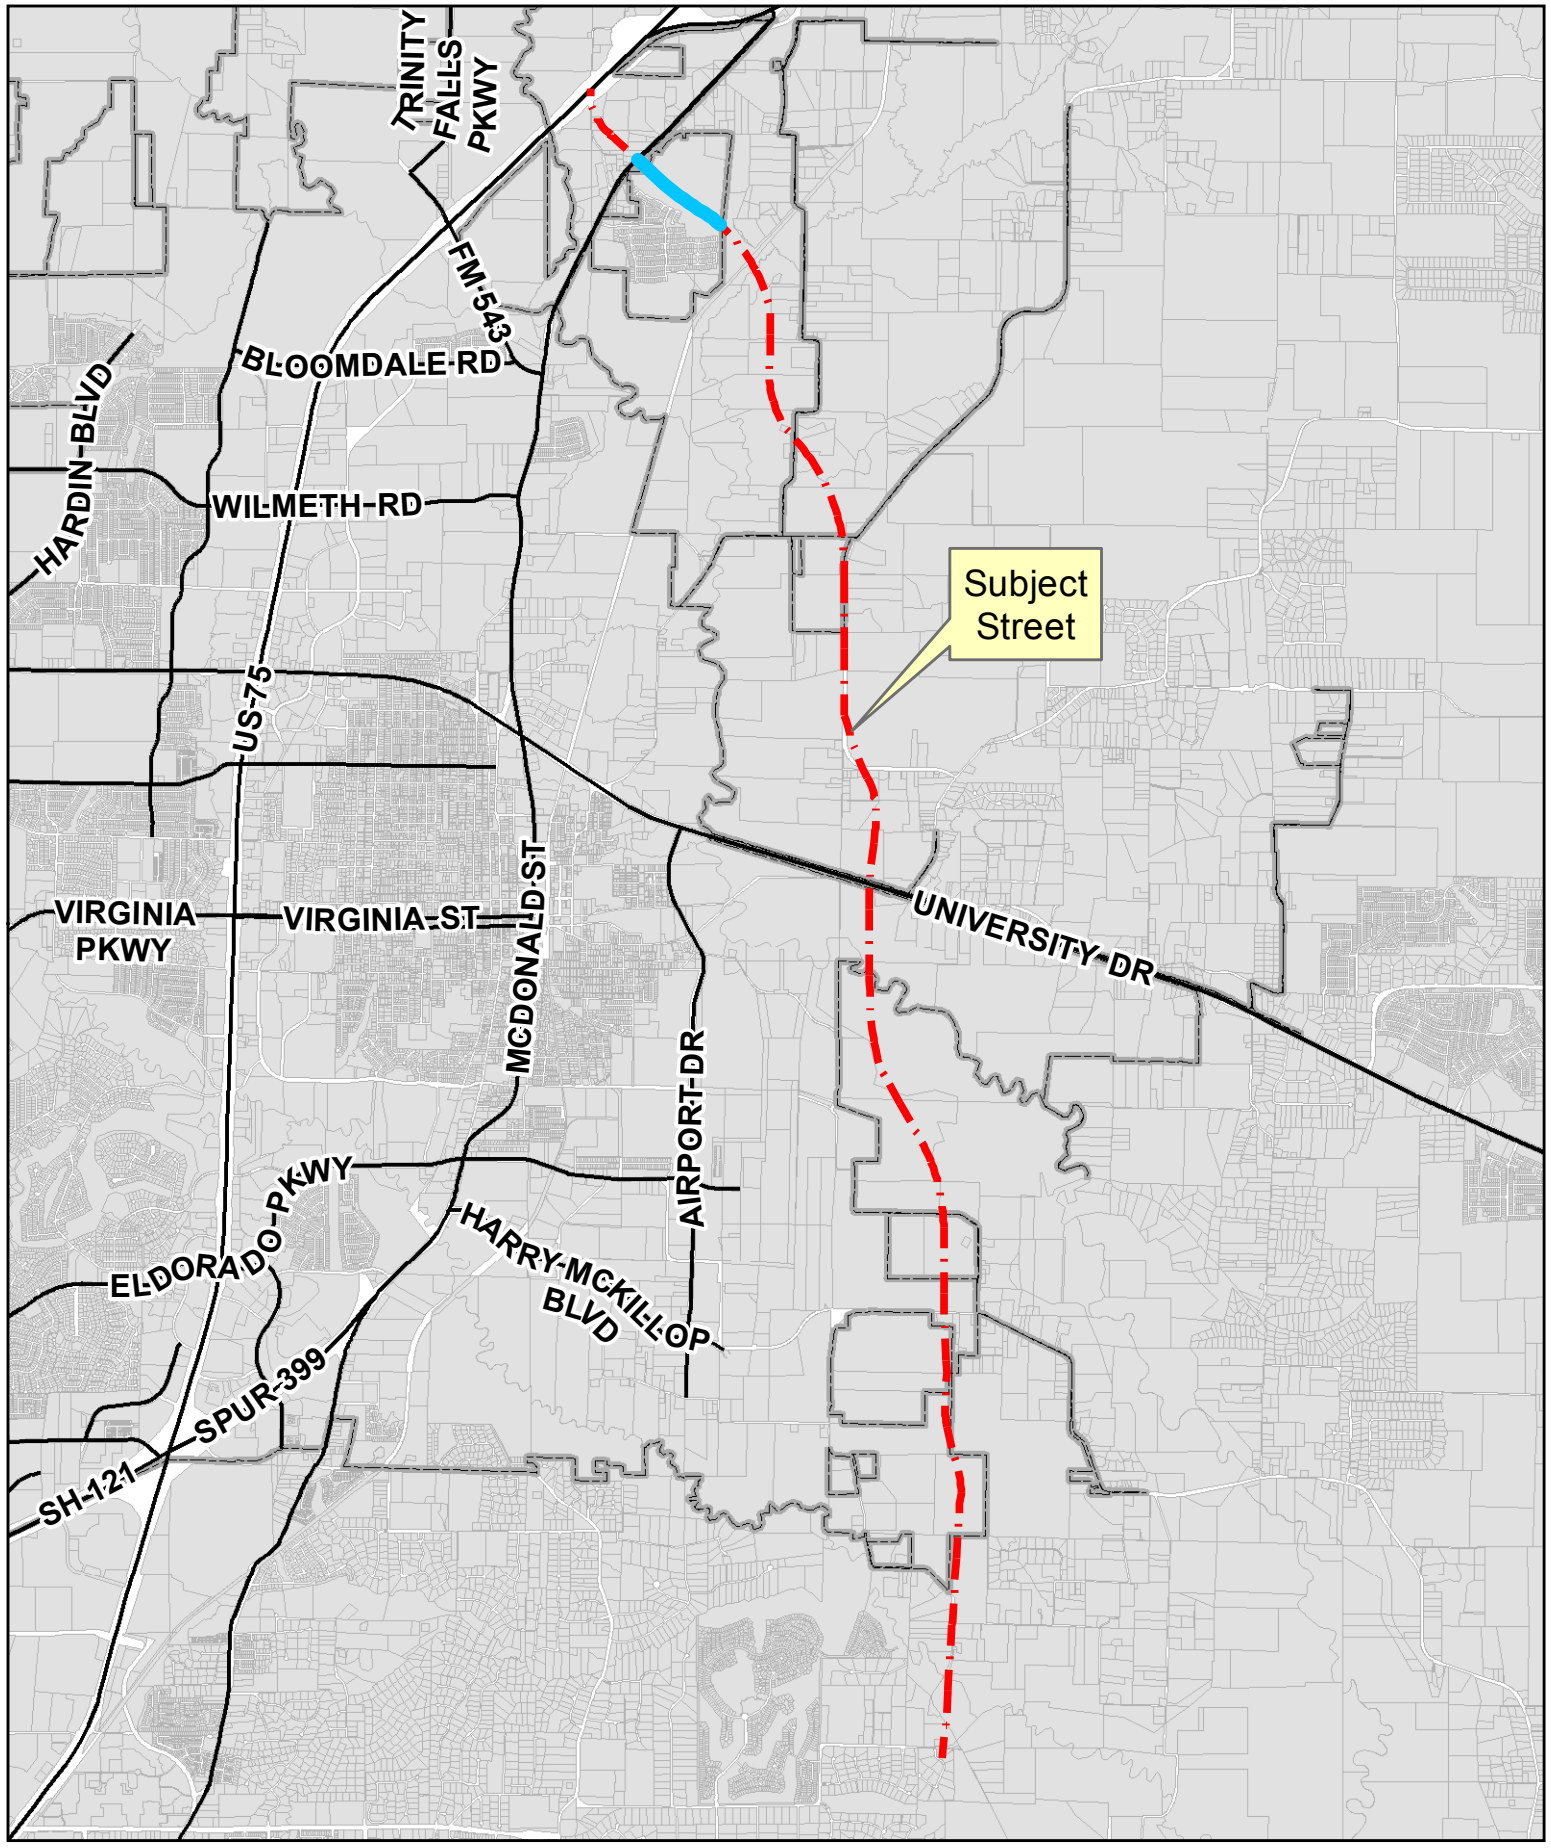 TRINITY
FALLS
PKWY
FM 543
BLOOMDALE RD
HARDIN BLVD
WILMETH RD
Subject
Street
US-75
VIRGINIA
PKWY
VIRGINIA ST
MCDONALD ST
UNIVERSITY DR
AIRPORT DR
ELDORADO PKWY
HARRY MCKILLOP
BLVD
SPUR-399
SH-121